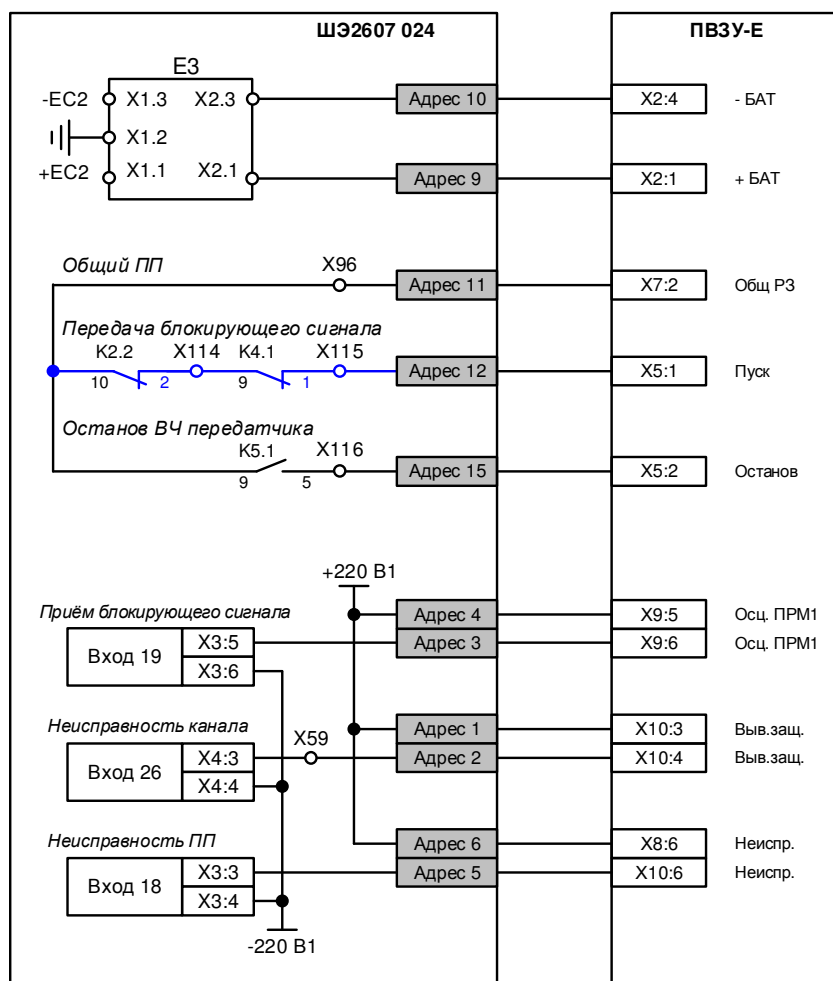 ШЭ2607 024 ПВЗУ-Е
E3
-EC2 X1.3 X2.3 Адрес 10 X2:4 - БАТ
X1.2
+EC2 X1.1 X2.1 Адрес 9 X2:1 + БАТ
Общий ПП X96 Адрес 11 X7:2 Общ РЗ
Передача блокирующего сигнала
K2.2 X114 K4.1 X115 Адрес 12 X5:1 Пуск
10 2 9 1
Останов ВЧ передатчика
K5.1 X116 Адрес 15 X5:2 Останов
9 5
+220 В1
Приём блокирующего сигнала Адрес 4 X9:5 Осц. ПРМ1
Вход 19 X3:5 Адрес 3 X9:6 Осц. ПРМ1
X3:6
Неисправность канала X59 Адрес 1 X10:3 Выв.защ.
Вход 26 X4:3 Адрес 2 X10:4 Выв.защ.
X4:4
Неисправность ПП Адрес 6 X8:6 Неиспр.
Вход 18 X3:3 Адрес 5 X10:6 Неиспр.
X3:4
-220 В1